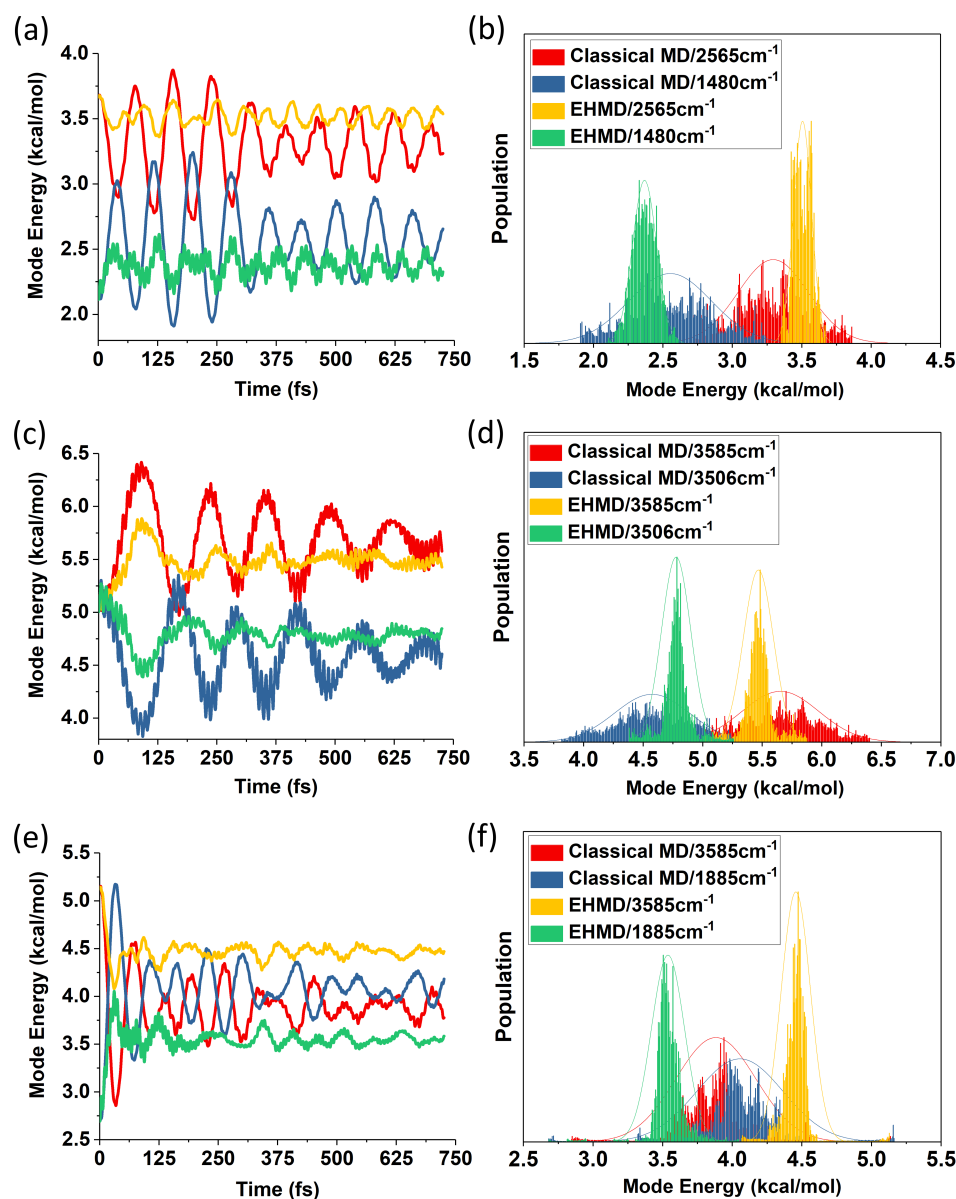 (a)
Mode Energy (kcal/mol)
4.0
3.5
3.0
2.5
2.0
0 125 250 375 500 625 750
Time (fs)
(b)
Classical MD/2565cm⁻¹
Classical MD/1480cm⁻¹
EHMD/2565cm⁻¹
EHMD/1480cm⁻¹
Population
1.5 2.0 2.5 3.0 3.5 4.0 4.5
Mode Energy (kcal/mol)
(c)
Mode Energy (kcal/mol)
6.5
6.0
5.5
5.0
4.5
4.0
0 125 250 375 500 625 750
Time (fs)
(d)
Classical MD/3585cm⁻¹
Classical MD/3506cm⁻¹
EHMD/3585cm⁻¹
EHMD/3506cm⁻¹
Population
3.5 4.0 4.5 5.0 5.5 6.0 6.5 7.0
Mode Energy (kcal/mol)
(e)
Mode Energy (kcal/mol)
5.5
5.0
4.5
4.0
3.5
3.0
2.5
0 125 250 375 500 625 750
Time (fs)
(f)
Classical MD/3585cm⁻¹
Classical MD/1885cm⁻¹
EHMD/3585cm⁻¹
EHMD/1885cm⁻¹
Population
2.5 3.0 3.5 4.0 4.5 5.0 5.5
Mode Energy (kcal/mol)